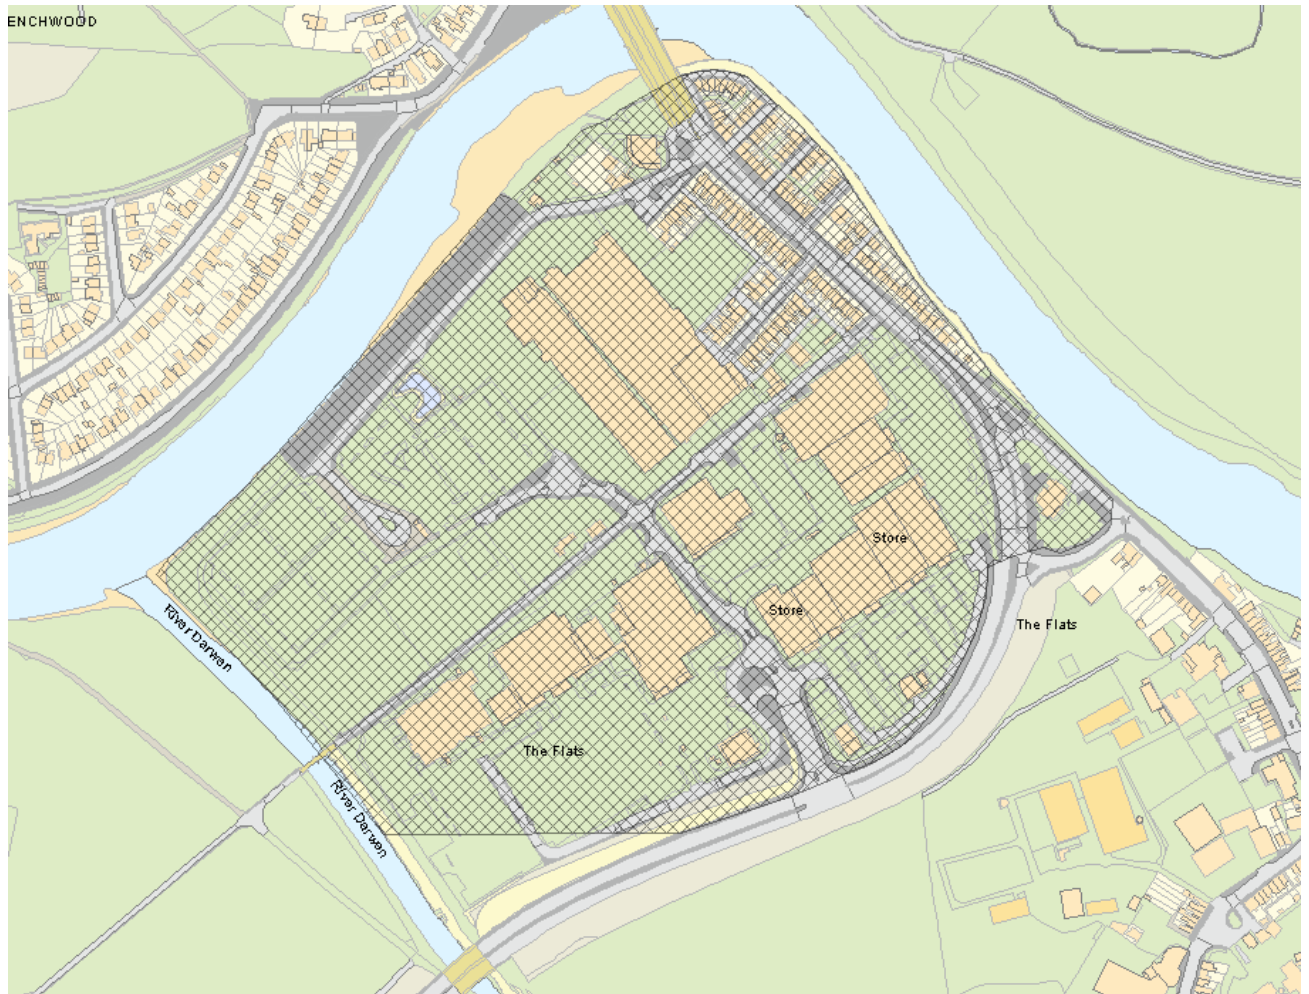 ENCHWOOD
Store
Store
River Darwen
The Flats
The Flats
River Darwen